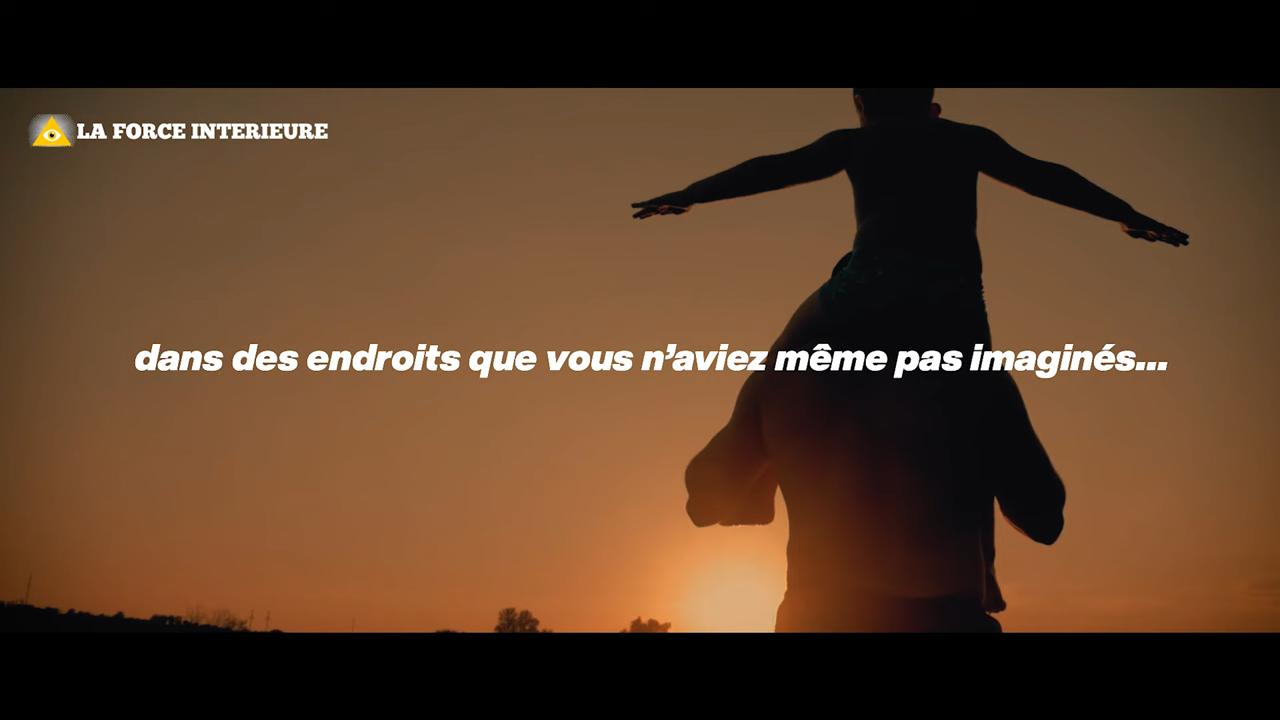 LA FORCE INTERIEURE
dans des endroits que vous n’aviez même pas imaginés...